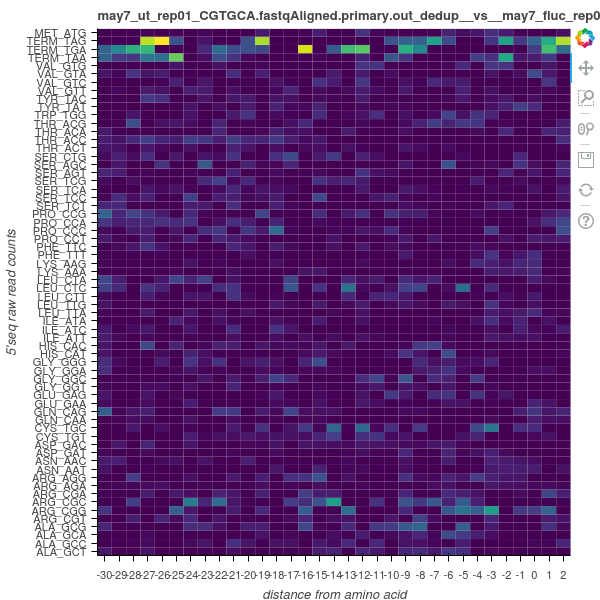 may7_ut_rep01_CGTGCA.fastqAligned.primary.out_dedup__vs__may7_fluc_rep0
MET_ATG
TERM_TAG
TERM_TGA
TERM_TAA
VAL_GTG
VAL_GTA
VAL_GTC
VAL_GTT
TYR_TAC
TYR_TAT
TRP_TGG
THR_ACG
THR_ACA
THR_ACC
THR_ACT
SER_CTG
SER_AGC
SER_AGT
SER_TCG
SER_TCA
SER_TCC
SER_TCT
PRO_CCG
PRO_CCA
PRO_CCC
PRO_CCT
PHE_TTC
PHE_TTT
LYS_AAG
LYS_AAA
LEU_CTA
LEU_CTC
LEU_CTT
LEU_TTG
LEU_TTA
ILE_ATA
ILE_ATC
ILE_ATT
HIS_CAC
HIS_CAT
GLY_GGG
GLY_GGA
GLY_GGC
GLY_GGT
GLU_GAG
GLU_GAA
GLN_CAG
GLN_CAA
CYS_TGC
CYS_TGT
ASP_GAC
ASP_GAT
ASN_AAC
ASN_AAT
ARG_AGG
ARG_AGA
ARG_CGA
ARG_CGC
ARG_CGG
ARG_CGT
ALA_GCG
ALA_GCA
ALA_GCC
ALA_GCT
5'seq raw read counts
-30 -29 -28 -27 -26 -25 -24 -23 -22 -21 -20 -19 -18 -17 -16 -15 -14 -13 -12 -11 -10 -9 -8 -7 -6 -5 -4 -3 -2 -1 0 1 2
distance from amino acid